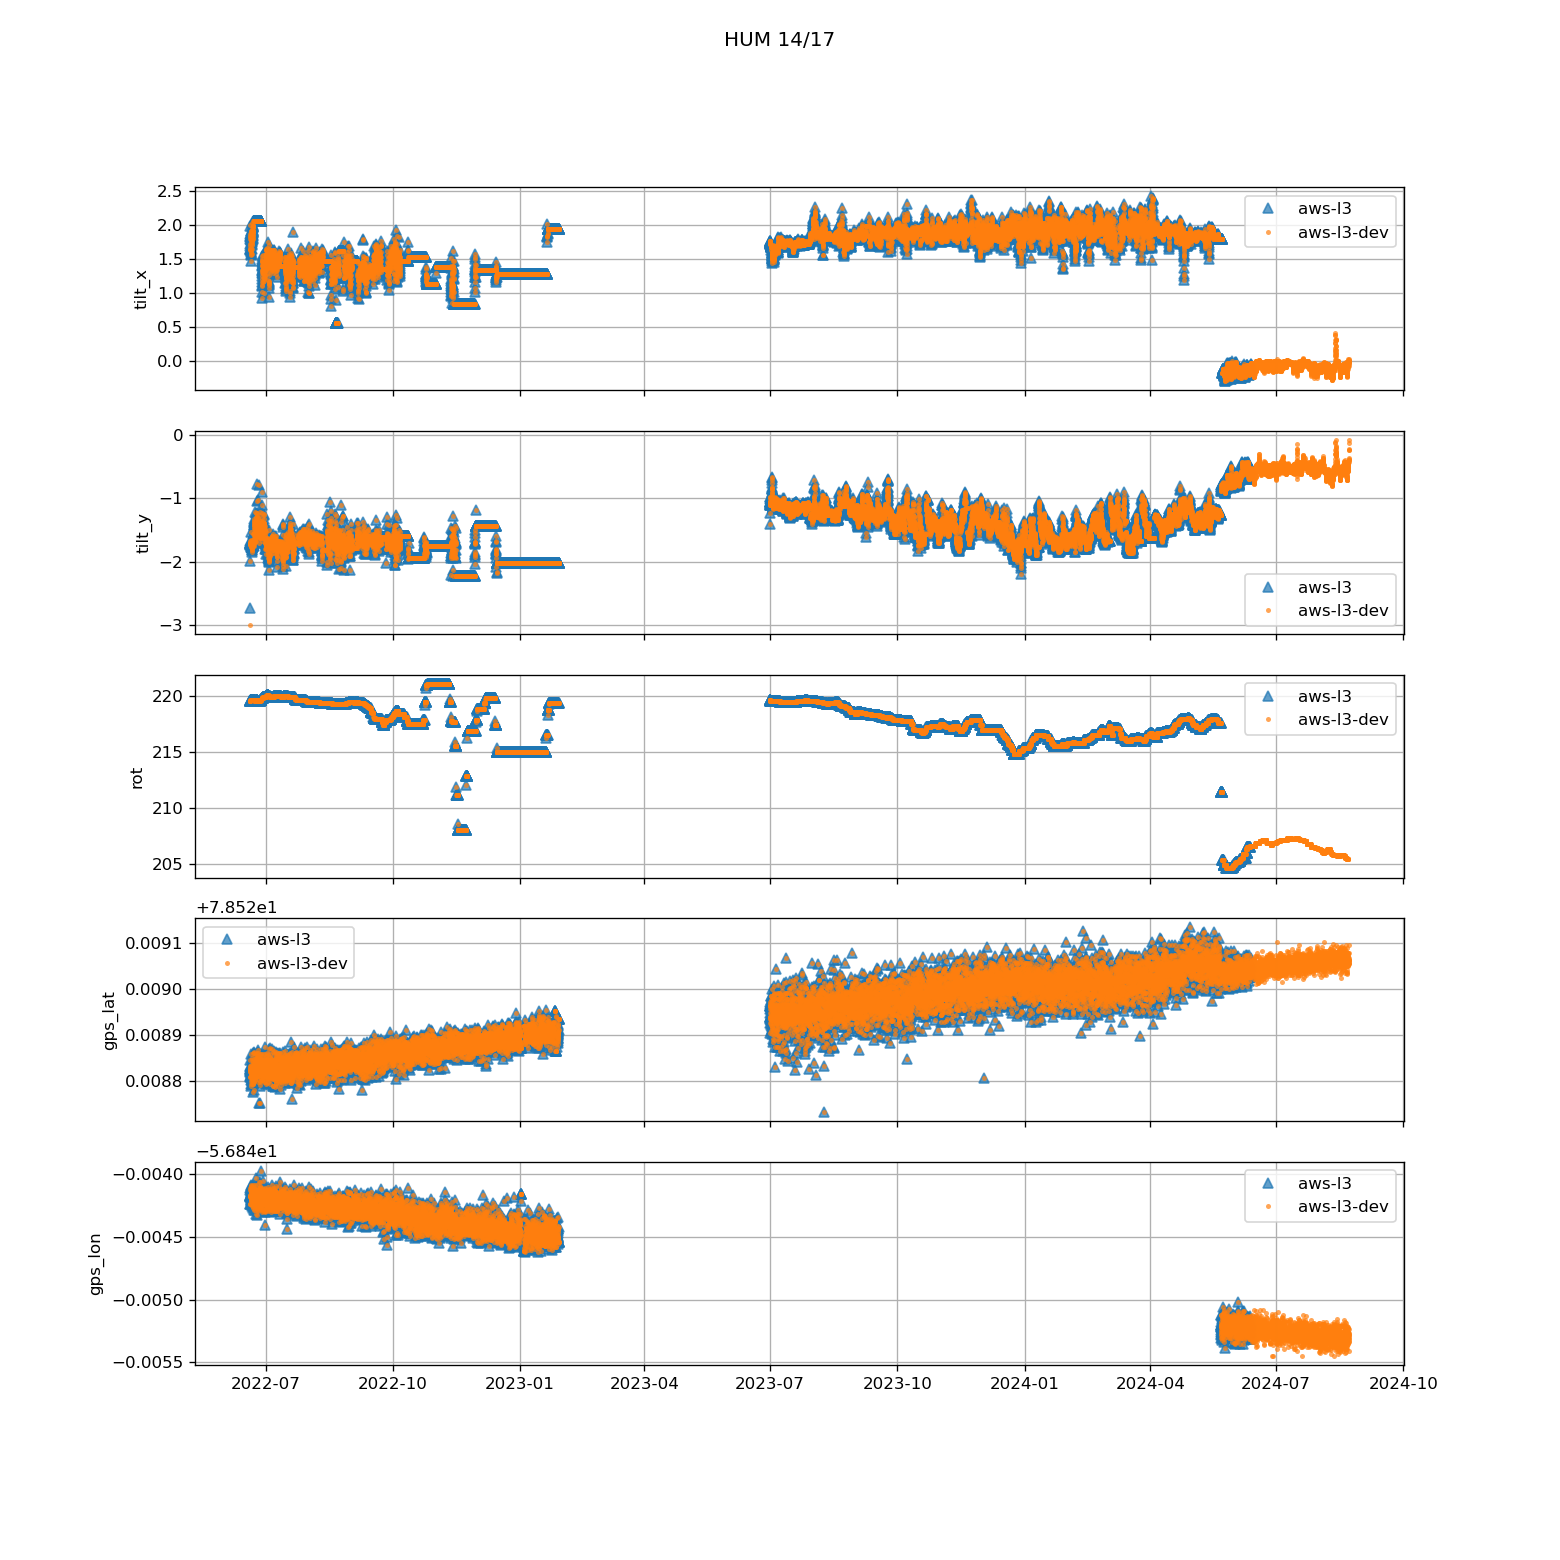 HUM 14/17
2.5
2.0
1.5
1.0
0.5
0.0
tilt_x
aws-l3
aws-l3-dev
0
−1
−2
−3
tilt_y
aws-l3
aws-l3-dev
220
215
210
205
rot
aws-l3
aws-l3-dev
+7.852e1
0.0091
0.0090
0.0089
0.0088
gps_lat
aws-l3
aws-l3-dev
−5.684e1
−0.0040
−0.0045
−0.0050
−0.0055
gps_lon
aws-l3
aws-l3-dev
2022-07 2022-10 2023-01 2023-04 2023-07 2023-10 2024-01 2024-04 2024-07 2024-10